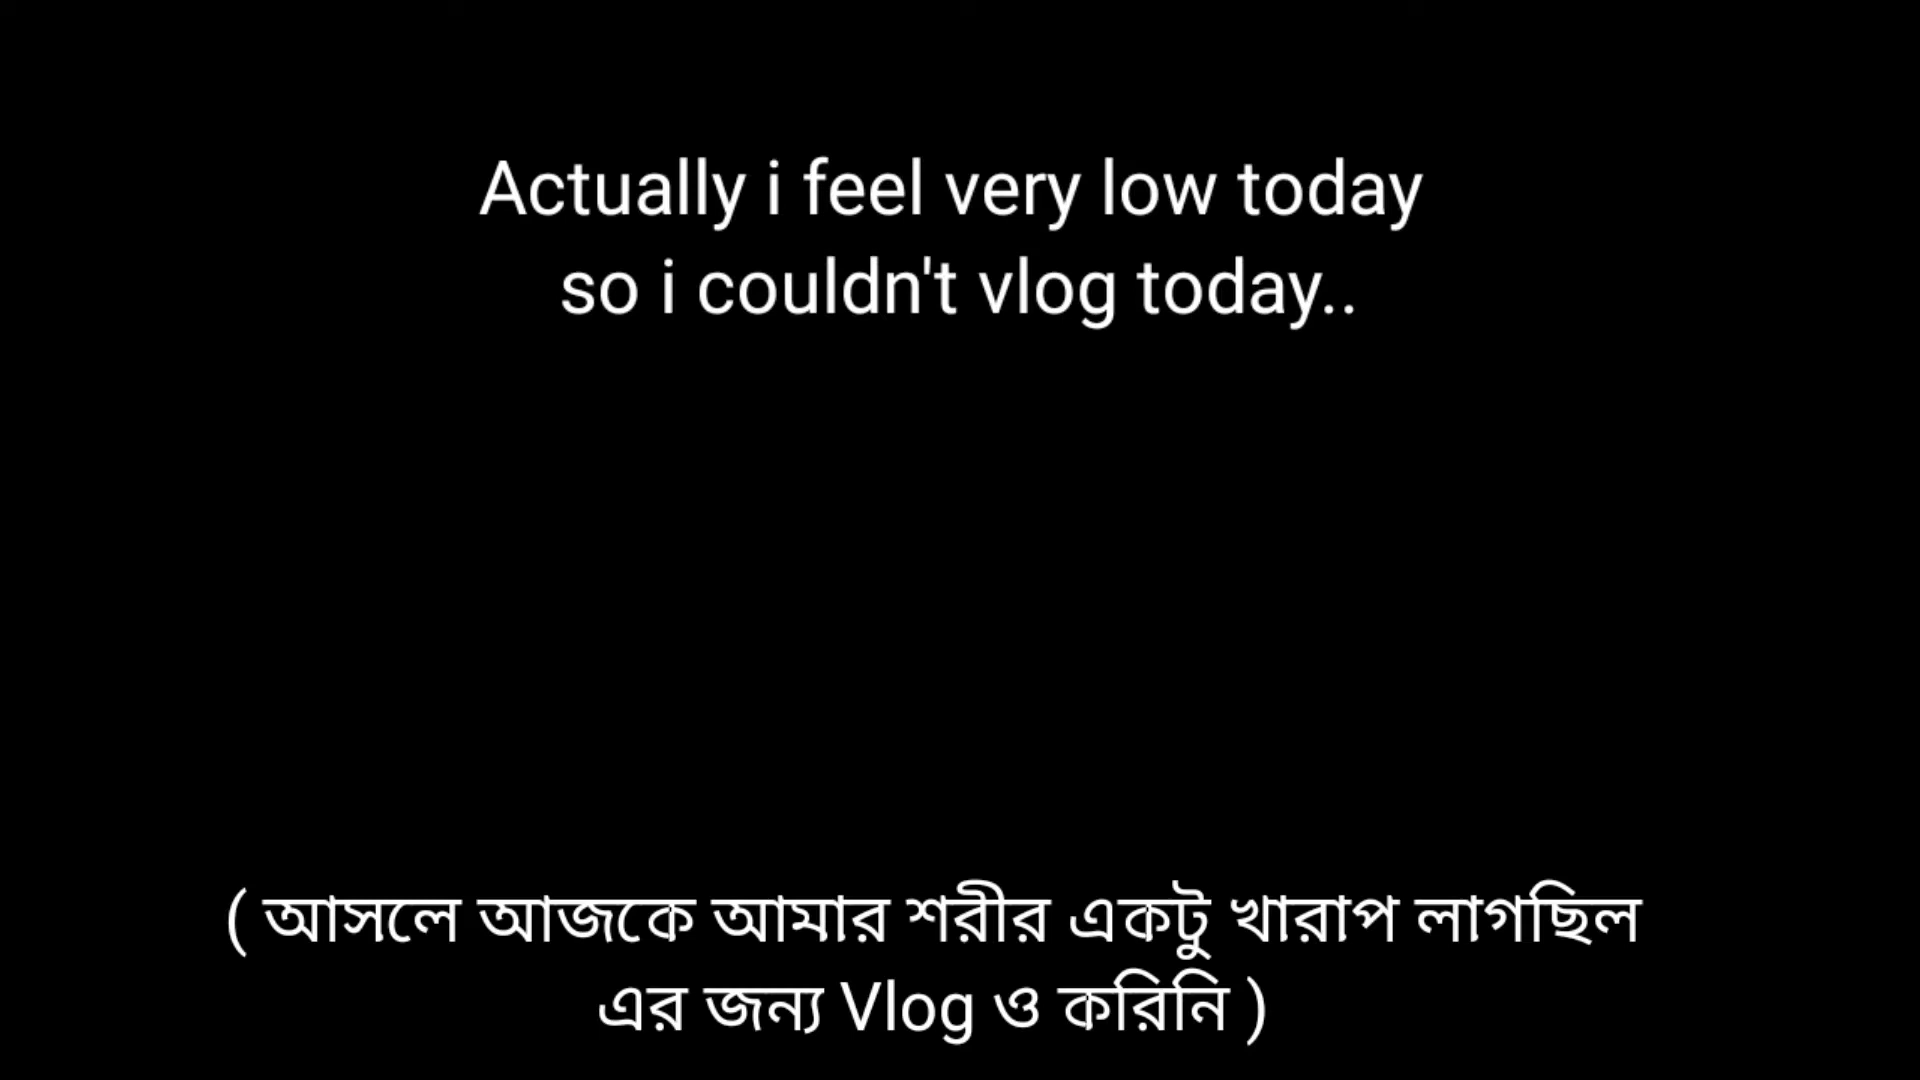 Actually i feel very low today
so i couldn't vlog today..
( আসলে আজকে আমার শরীর একটু খারাপ লাগছিল
এর জন্য Vlog ও করিনি )